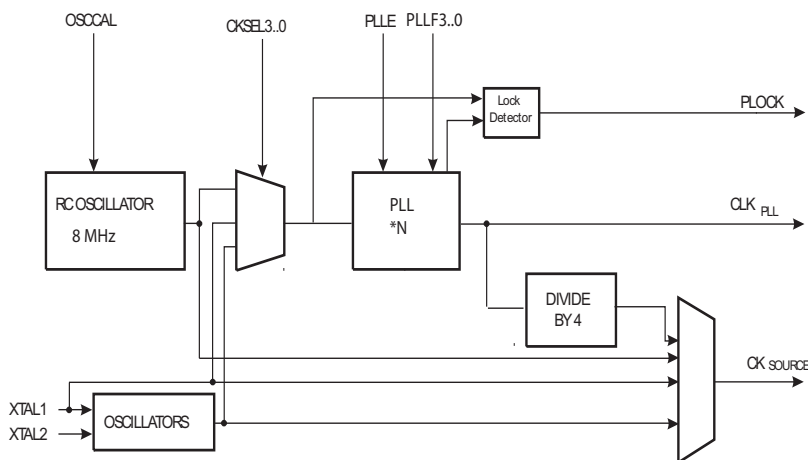 OSCCAL
CKSEL3..0
PLLE PLLF3..0
Lock
Detector
PLOCK
RC OSCILLATOR
8 MHz
PLL
*N
CLK PLL
DIVIDE
BY 4
CK SOURCE
XTAL1
XTAL2
OSCILLATORS